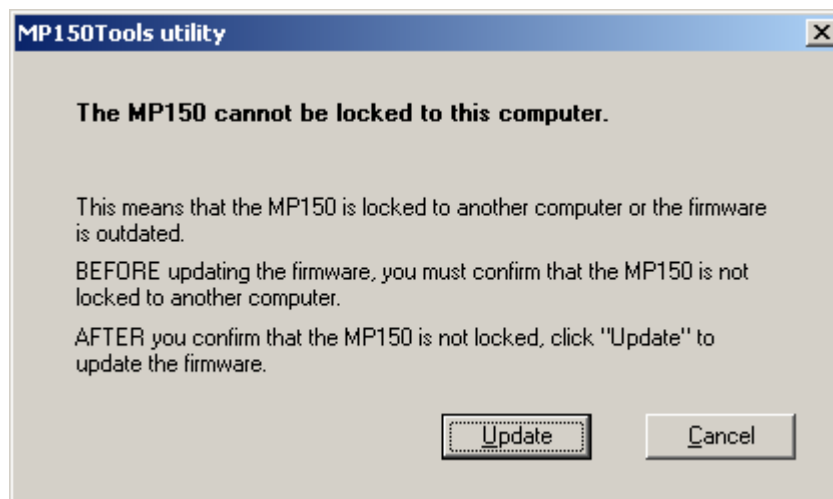 MP150Tools utility
The MP150 cannot be locked to this computer.
This means that the MP150 is locked to another computer or the firmware
is outdated.
BEFORE updating the firmware, you must confirm that the MP150 is not
locked to another computer.
AFTER you confirm that the MP150 is not locked, click "Update" to
update the firmware.
Update Cancel